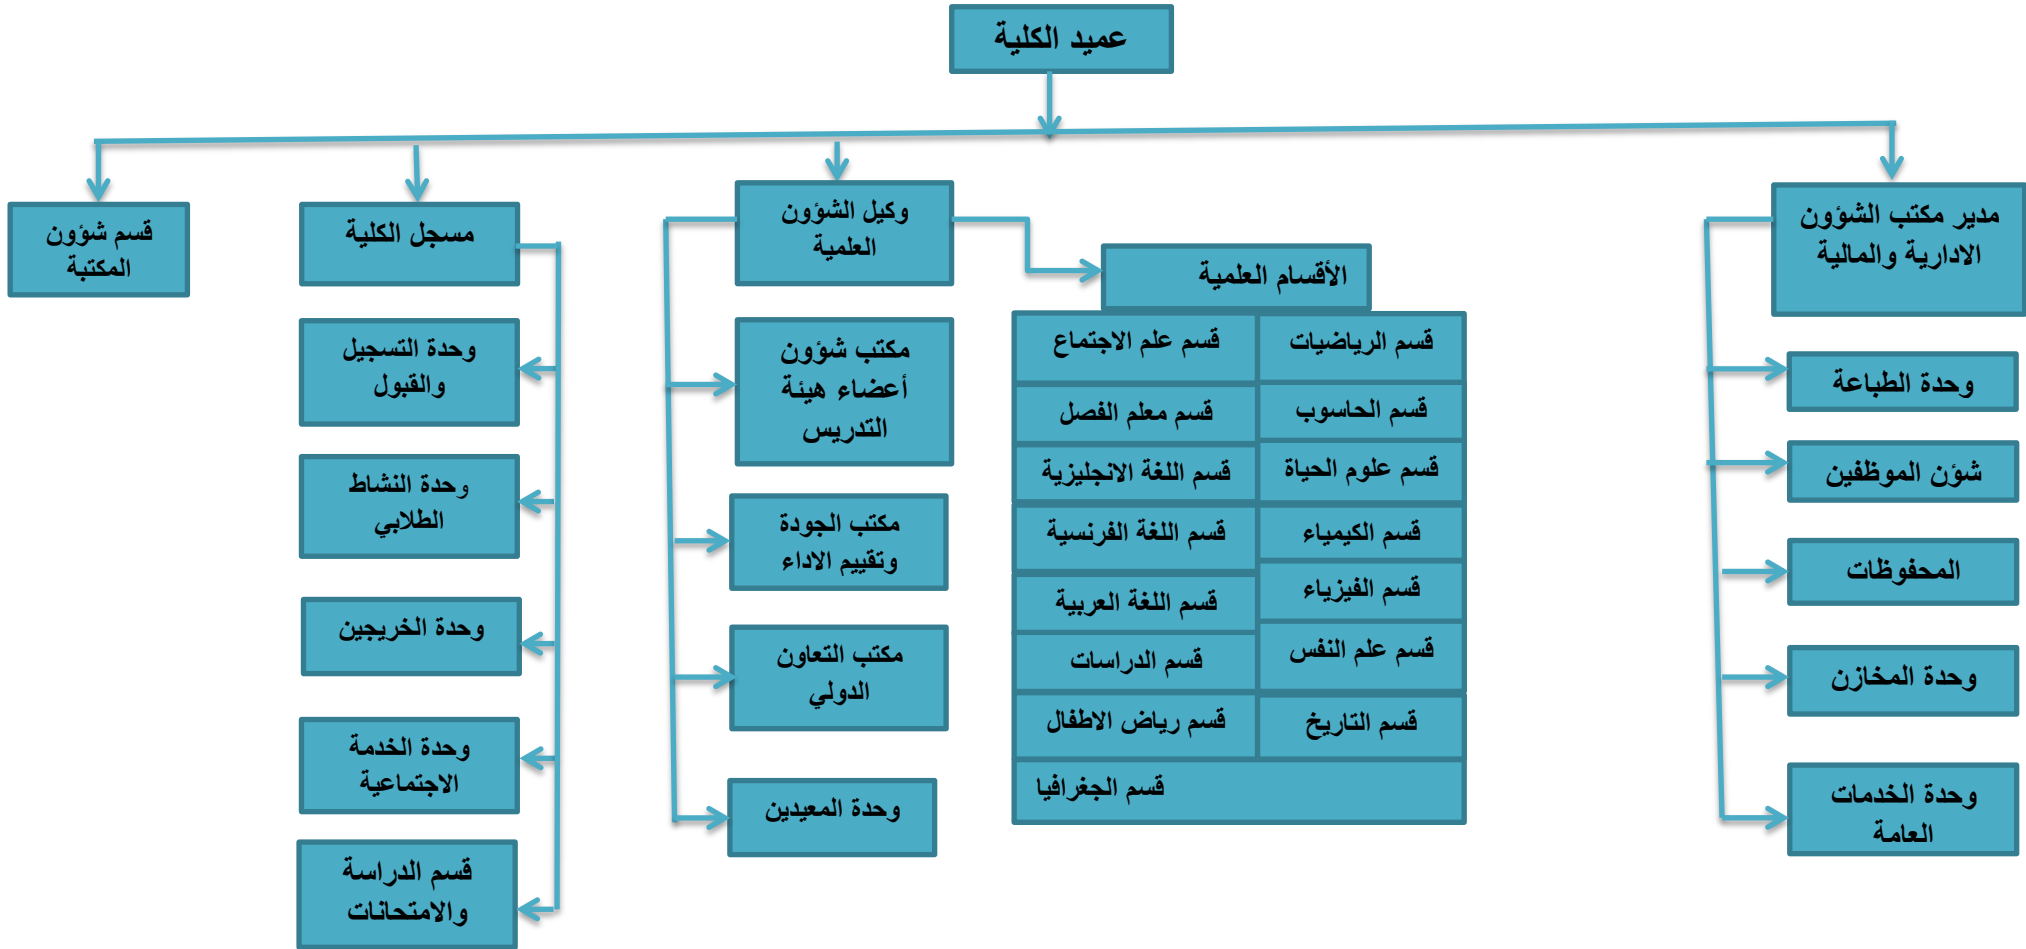 عميد الكلية
مدير مكتب الشؤون
الادارية والمالية
وكيل الشؤون
العلمية
مسجل الكلية
قسم شؤون
المكتبة
وحدة الطباعة
شؤن الموظفين
المحفوظات
وحدة المخازن
وحدة الخدمات
العامة
الأقسام العلمية
قسم الرياضيات
قسم علم الاجتماع
قسم الحاسوب
قسم معلم الفصل
قسم علوم الحياة
قسم اللغة الانجليزية
قسم الكيمياء
قسم اللغة الفرنسية
قسم الفيزياء
قسم اللغة العربية
قسم علم النفس
قسم الدراسات
قسم التاريخ
قسم رياض الاطفال
قسم الجغرافيا
مكتب شؤون
أعضاء هيئة
التدريس
مكتب الجودة
وتقييم الاداء
مكتب التعاون
الدولي
وحدة المعيدين
وحدة التسجيل
والقبول
وحدة النشاط
الطلابي
وحدة الخريجين
وحدة الخدمة
الاجتماعية
قسم الدراسة
والامتحانات